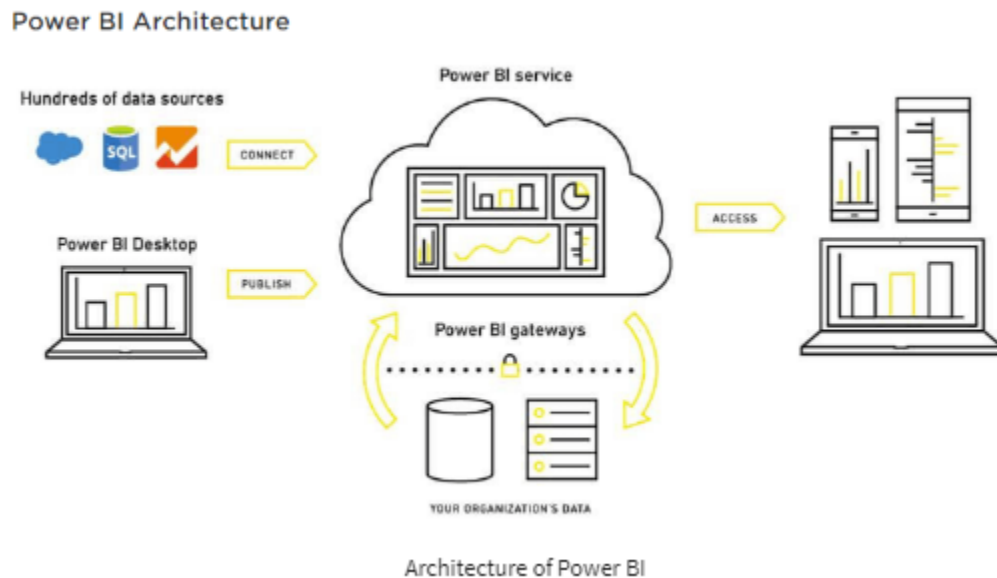 Power BI Architecture
Power BI service
Hundreds of data sources
SQL
CONNECT
ACCESS
Power BI Desktop
PUBLISH
Power BI gateways
YOUR ORGANIZATION'S DATA
Architecture of Power BI